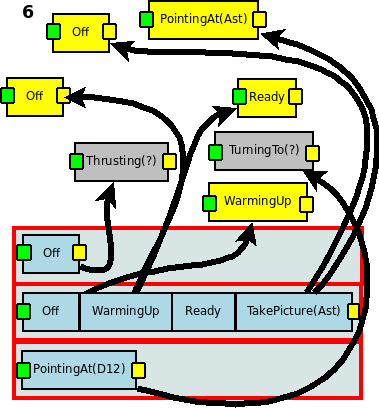 6
Off
PointingAt(Ast)
Off
Ready
Thrusting(?)
TurningTo(?)
WarmingUp
Off
Off WarmingUp Ready TakePicture(Ast)
PointingAt(D12)